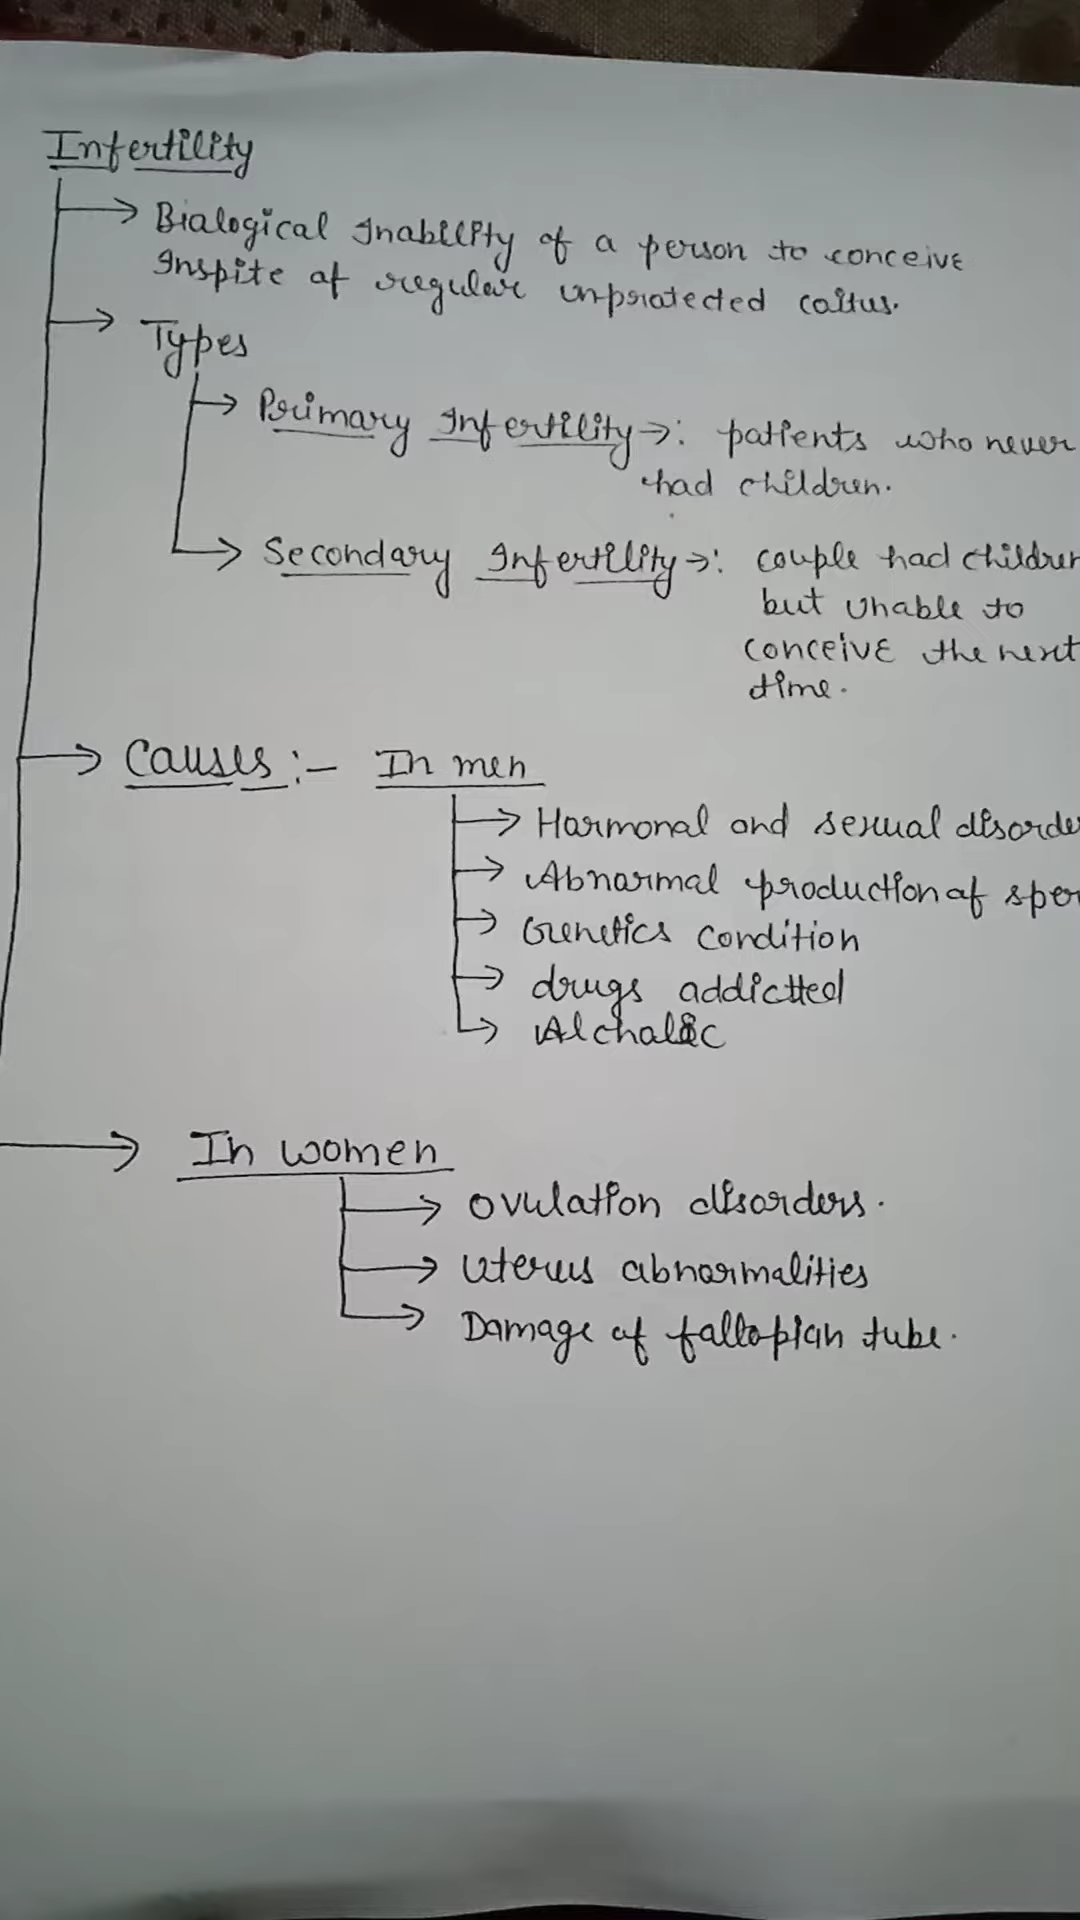 Infertility
Bialogical Inability of a person to conceive
Inspite of regular unprotected coitus.
Types
Primary Infertility →: patients who never
had children.
Secondary Infertility →: couple had children
but unable to
conceive the next
time.
Causes :- In men
Harmonal and sexual disorde
Abnormal production of sper
Genetics condition
drugs addictted
Alchalic
In women
Ovulation disorders.
Uterus abnormalities
Damage of fallopian tube.